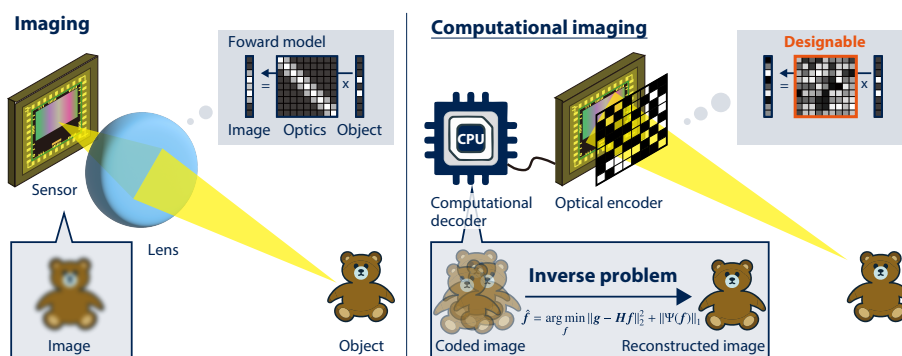 Imaging
Foward model
=
x
Image Optics Object
Sensor
Lens
Image
Object
Computational imaging
Designable
=
x
CPU
Computational
decoder
Optical encoder
Inverse problem
f̂ = arg min ||g − Hf||₂² + ||Ψ(f)||₁
f
Coded image
Reconstructed image